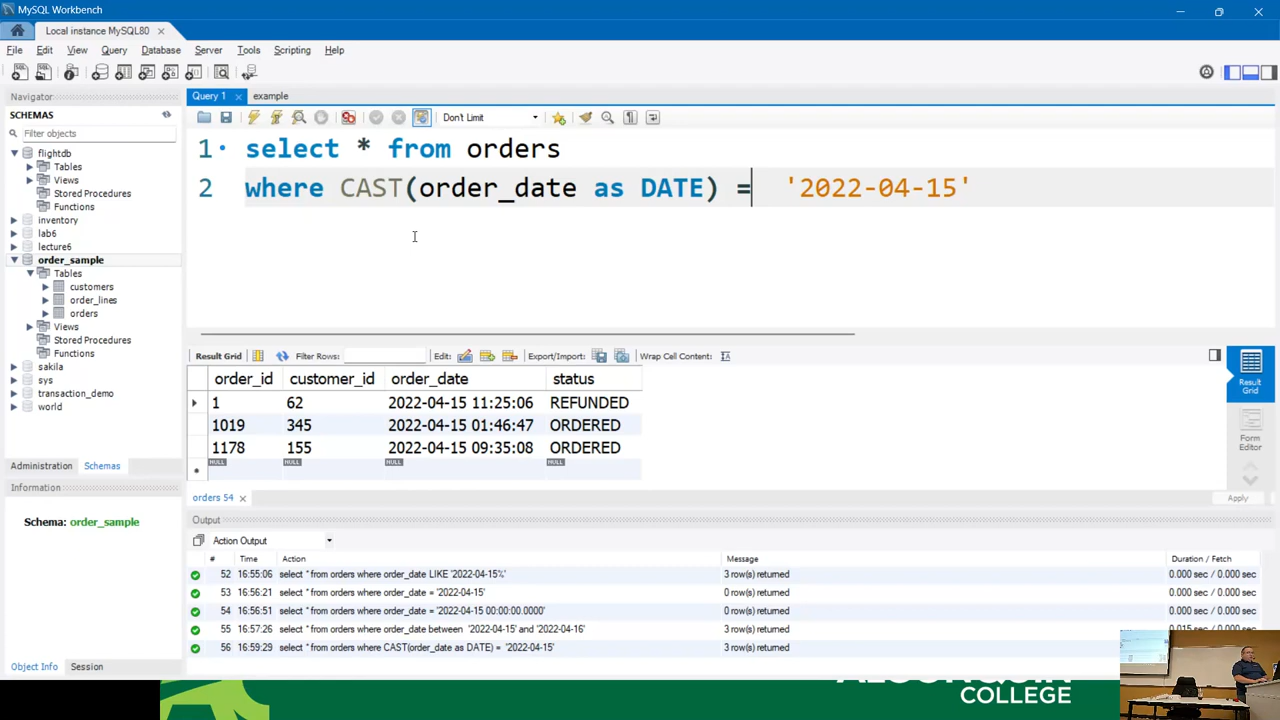 MySQL Workbench
Local instance MySQL80
File Edit View Query Database Server Tools Scripting Help
Navigator
SCHEMAS
Filter objects
flightdb
Tables
Views
Stored Procedures
Functions
inventory
lab6
lecture6
order_sample
Tables
customers
order_lines
orders
Views
Stored Procedures
Functions
sakila
sys
transaction_demo
world
Administration Schemas
Information
Schema: order_sample
Object Info Session
Query 1 example
Don't Limit
1 select * from orders
2 where CAST(order_date as DATE) = '2022-04-15'
Result Grid Filter Rows: Edit: Export/Import: Wrap Cell Content:
order_id customer_id order_date status
1 62 2022-04-15 11:25:06 REFUNDED
1019 345 2022-04-15 01:46:47 ORDERED
1178 155 2022-04-15 09:35:08 ORDERED
NULL NULL NULL NULL
Result
Grid
Form
Editor
orders 54
Apply
Output
Action Output
# Time Action Message Duration / Fetch
52 16:55:06 select * from orders where order_date LIKE '2022-04-15%' 3 row(s) returned 0.000 sec / 0.000 sec
53 16:56:21 select * from orders where order_date = '2022-04-15' 0 row(s) returned 0.000 sec / 0.000 sec
54 16:56:51 select * from orders where order_date = '2022-04-15 00:00:00.0000' 0 row(s) returned 0.000 sec / 0.000 sec
55 16:57:26 select * from orders where order_date between '2022-04-15' and '2022-04-16' 3 row(s) returned 0.015 sec / 0.000 sec
56 16:59:29 select * from orders where CAST(order_date as DATE) = '2022-04-15' 3 row(s) returned 0.000 sec / 0.000 sec
COLLEGE